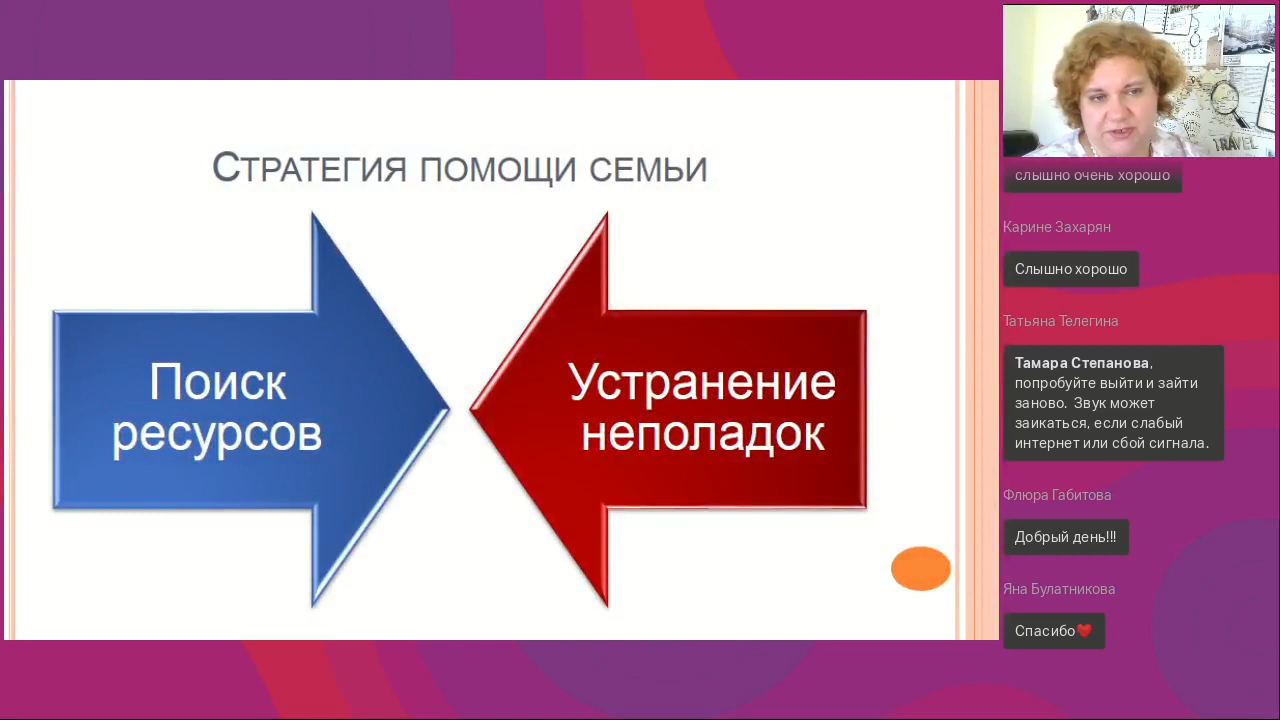 Стратегия помощи семьи
Поиск
ресурсов
Устранение
неполадок
TRAVEL
слышно очень хорошо
Карине Захарян
Слышно хорошо
Татьяна Телегина
Тамара Степанова,
попробуйте выйти и зайти
заново. Звук может
заикаться, если слабый
интернет или сбой сигнала.
Флюра Габитова
Добрый день!!!
Яна Булатникова
Спасибо❤️